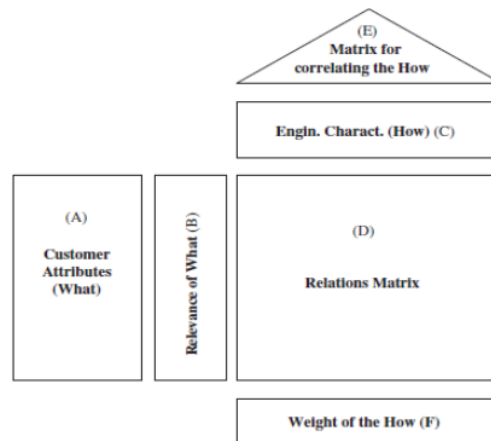 (E)
Matrix for
correlating the How
Engin. Charact. (How) (C)
(A)
Customer
Attributes
(What)
Relevance of What (B)
(D)
Relations Matrix
Weight of the How (F)